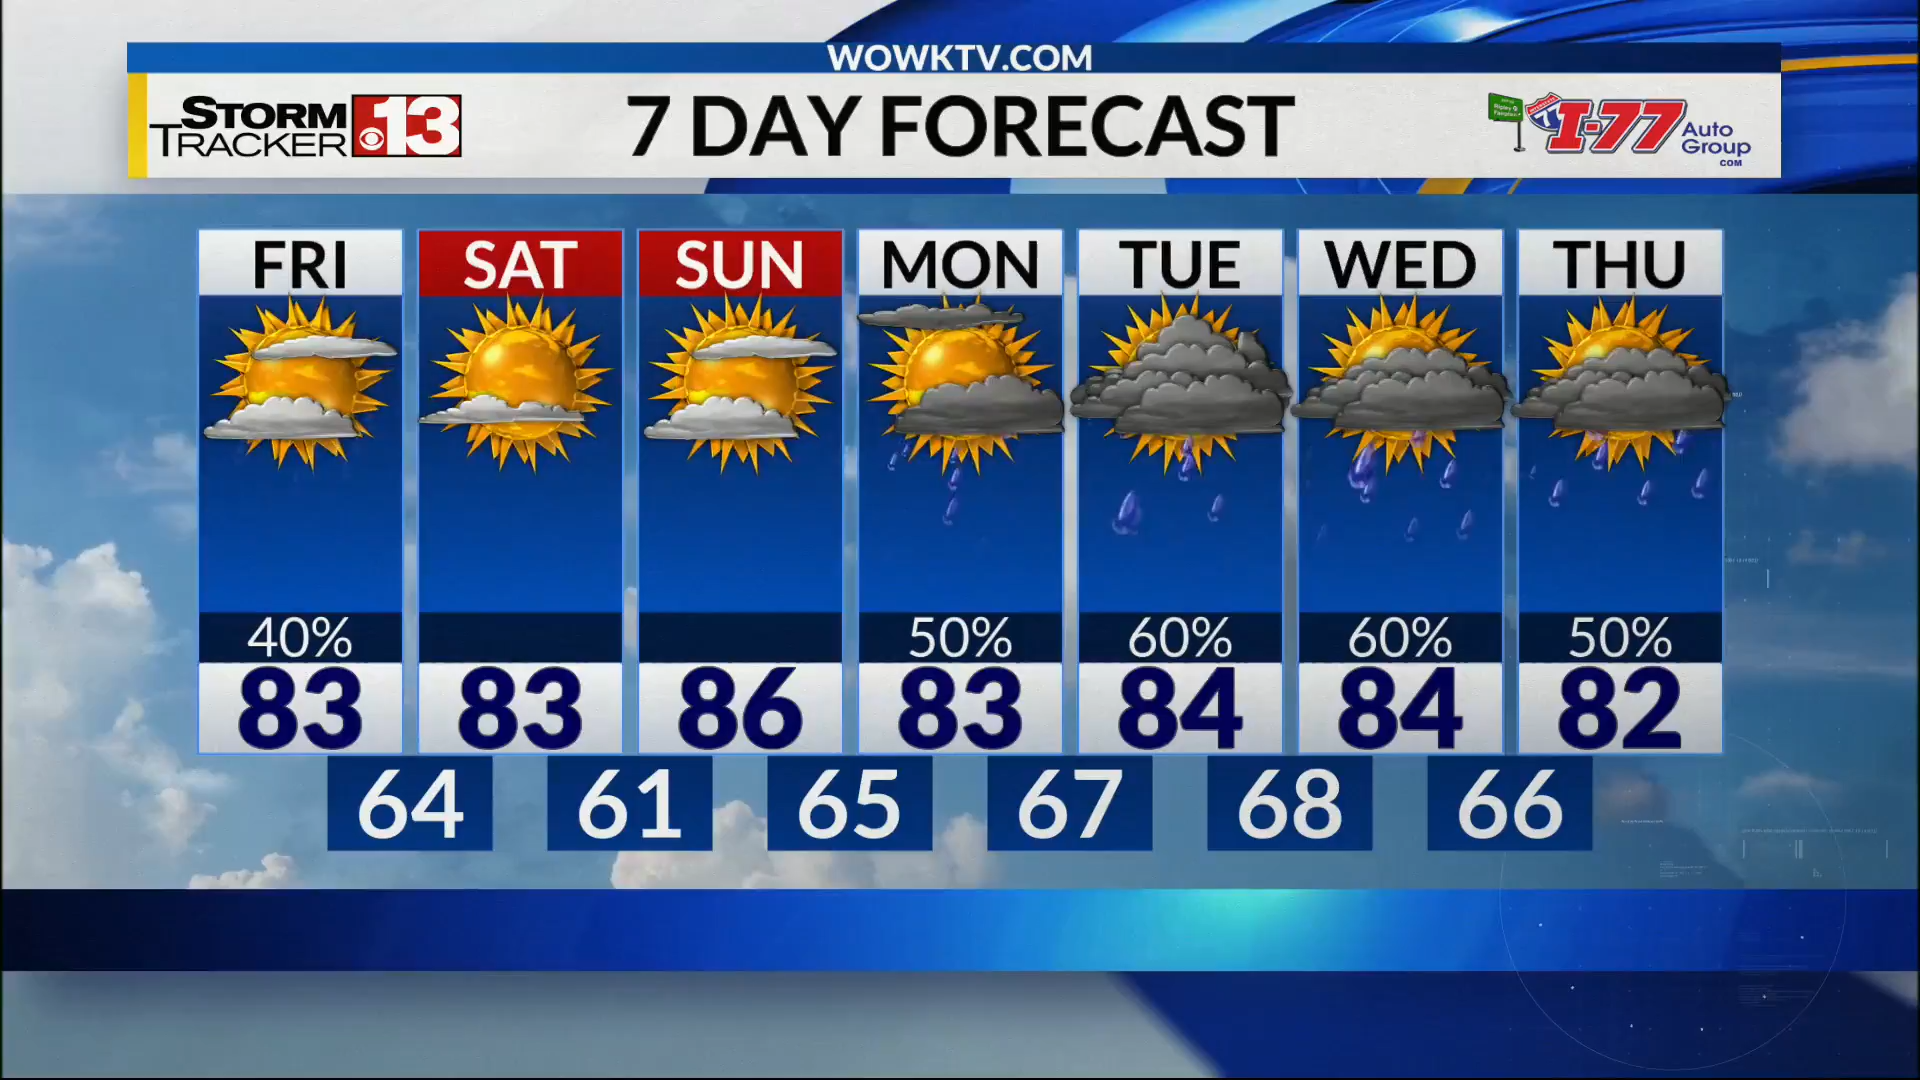 WOWKTV.COM
STORM
TRACKER 13
7 DAY FORECAST
I-77
Auto
Group
COM
FRI SAT SUN MON TUE WED THU
40% 50% 60% 60% 50%
83 83 86 83 84 84 82
64 61 65 67 68 66